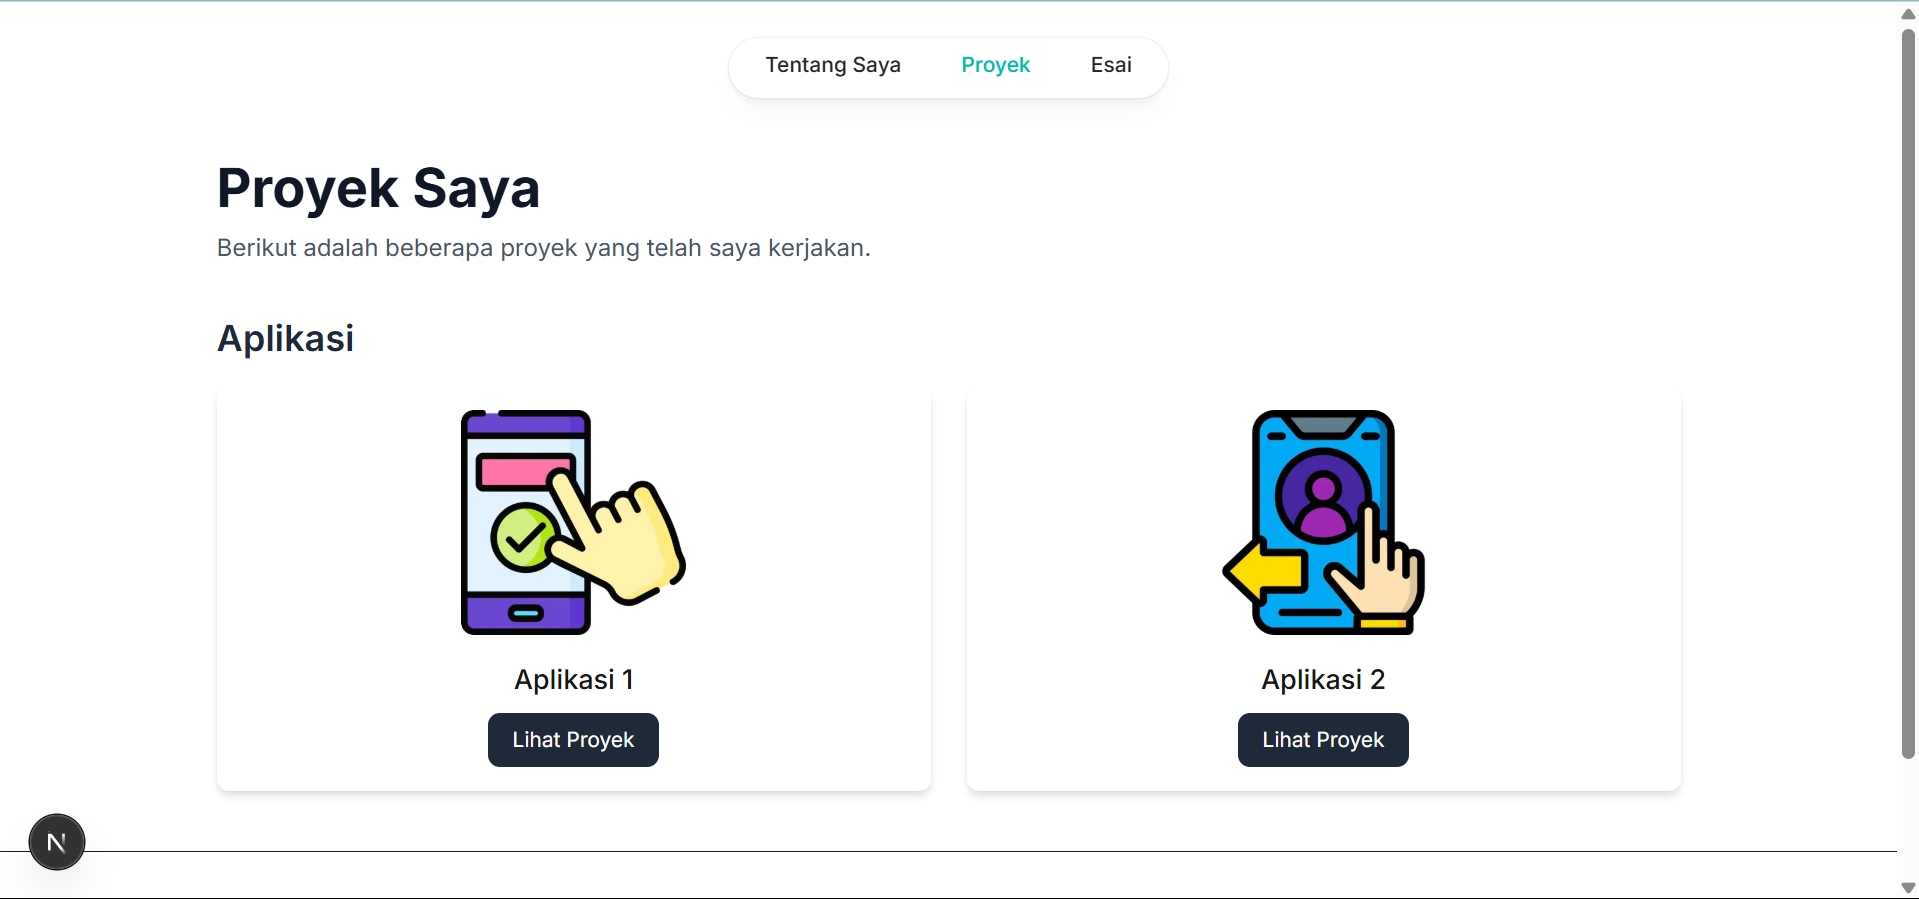 Tentang Saya Proyek Esai
Proyek Saya
Berikut adalah beberapa proyek yang telah saya kerjakan.
Aplikasi
Aplikasi 1
Lihat Proyek
Aplikasi 2
Lihat Proyek
N